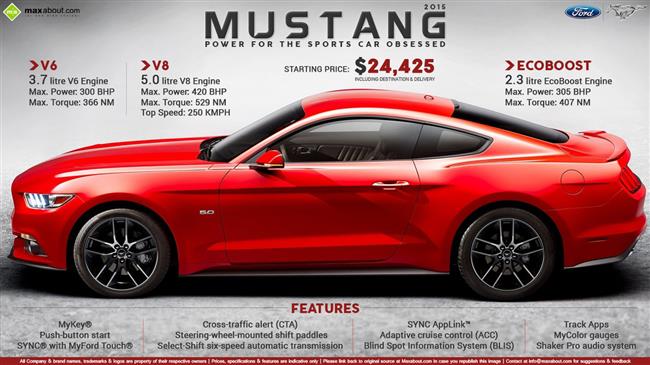 maxabout.com
MUSTANG
2015
POWER FOR THE SPORTS CAR OBSESSED
Ford
V6
3.7 litre V6 Engine
Max. Power: 300 BHP
Max. Torque: 366 NM
V8
5.0 litre V8 Engine
Max. Power: 420 BHP
Max. Torque: 529 NM
Top Speed: 250 KMPH
STARTING PRICE: $24,425
INCLUDING DESTINATION & DELIVERY
ECOBOOST
2.3 litre EcoBoost Engine
Max. Power: 305 BHP
Max. Torque: 407 NM
5.0
FEATURES
MyKey®
Push-button start
SYNC® with MyFord Touch®
Cross-traffic alert (CTA)
Steering-wheel-mounted shift paddles
Select-Shift six-speed automatic transmission
SYNC AppLink™
Adaptive cruise control (ACC)
Blind Spot Information System (BLIS)
Track Apps
MyColor gauges
Shaker Pro audio system
All Company & brand names, trademarks & logos are property of their respective owners | Prices, specifications & features are indicative only | Please link back to original source at Maxabout.com in case you republish this image | Contact us at info@maxabout.com for suggestions & feedback